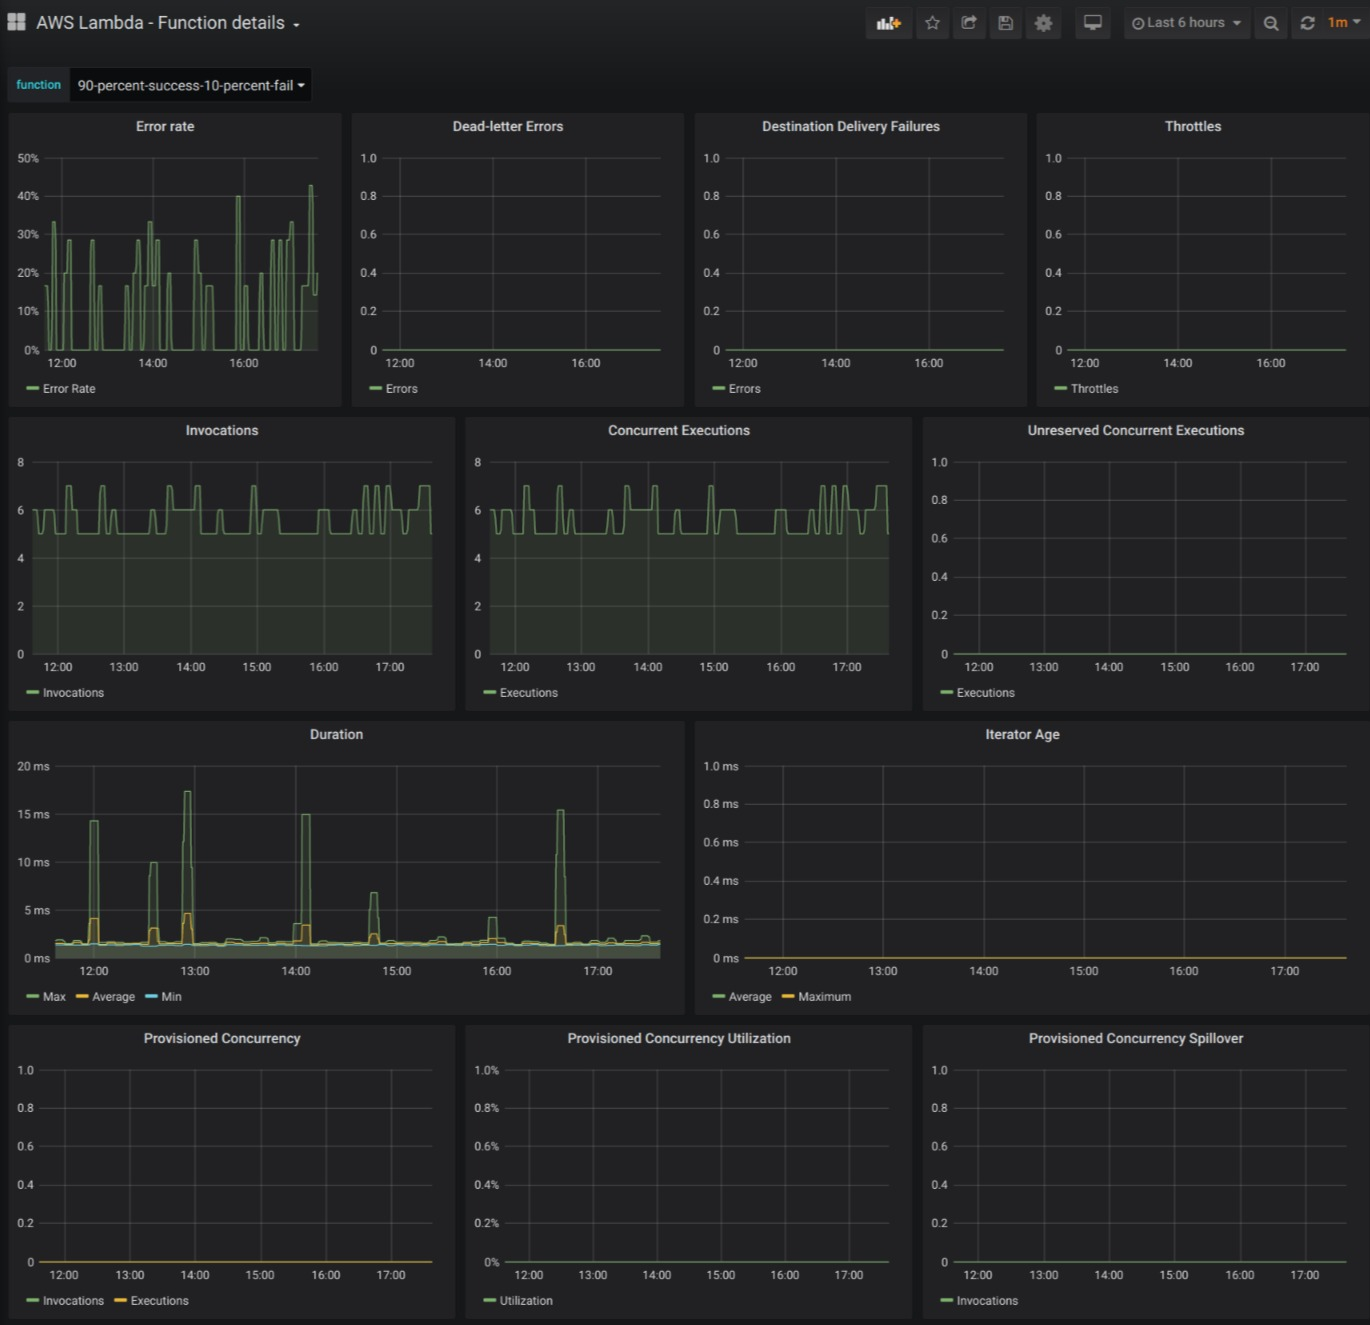 AWS Lambda - Function details
Last 6 hours
1m
function 90-percent-success-10-percent-fail
Error rate
50%
40%
30%
20%
10%
0%
12:00 14:00 16:00
Error Rate
Dead-letter Errors
1.0
0.8
0.6
0.4
0.2
0
12:00 14:00 16:00
Errors
Destination Delivery Failures
1.0
0.8
0.6
0.4
0.2
0
12:00 14:00 16:00
Errors
Throttles
1.0
0.8
0.6
0.4
0.2
0
12:00 14:00 16:00
Throttles
Invocations
8
6
4
2
0
12:00 13:00 14:00 15:00 16:00 17:00
Invocations
Concurrent Executions
8
6
4
2
0
12:00 13:00 14:00 15:00 16:00 17:00
Executions
Unreserved Concurrent Executions
1.0
0.8
0.6
0.4
0.2
0
12:00 13:00 14:00 15:00 16:00 17:00
Executions
Duration
20 ms
15 ms
10 ms
5 ms
0 ms
12:00 13:00 14:00 15:00 16:00 17:00
Max Average Min
Iterator Age
1.0 ms
0.8 ms
0.6 ms
0.4 ms
0.2 ms
0 ms
12:00 13:00 14:00 15:00 16:00 17:00
Average Maximum
Provisioned Concurrency
1.0
0.8
0.6
0.4
0.2
0
12:00 13:00 14:00 15:00 16:00 17:00
Invocations Executions
Provisioned Concurrency Utilization
1.0%
0.8%
0.6%
0.4%
0.2%
0%
12:00 13:00 14:00 15:00 16:00 17:00
Utilization
Provisioned Concurrency Spillover
1.0
0.8
0.6
0.4
0.2
0
12:00 13:00 14:00 15:00 16:00 17:00
Invocations